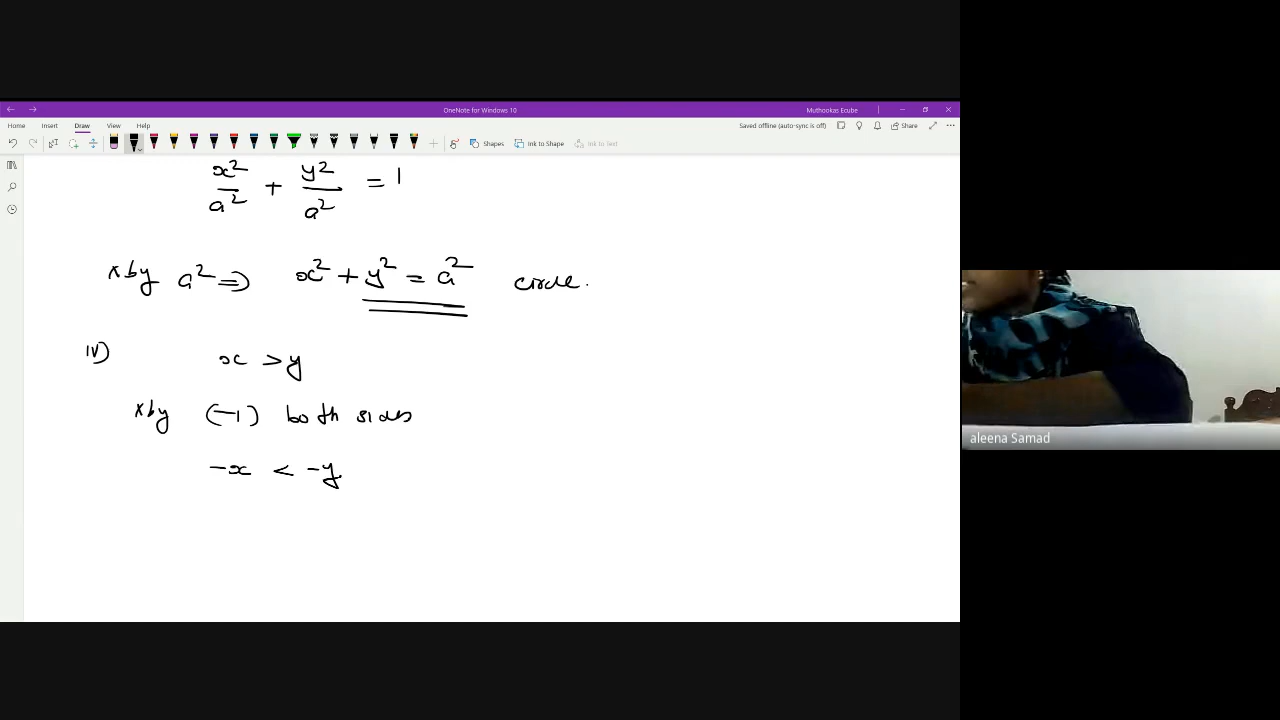 OneNote for Windows 10
Muthookas Ecube
Home Insert Draw View Help
Saved offline (auto-sync is off)
Share
Shapes
Ink to Shape
Ink to Text
x²/a² + y²/a² = 1
× by a² ⇒ x² + y² = a² circle.
iv) x > y
× by (−1) both sides
−x < −y
aleena Samad